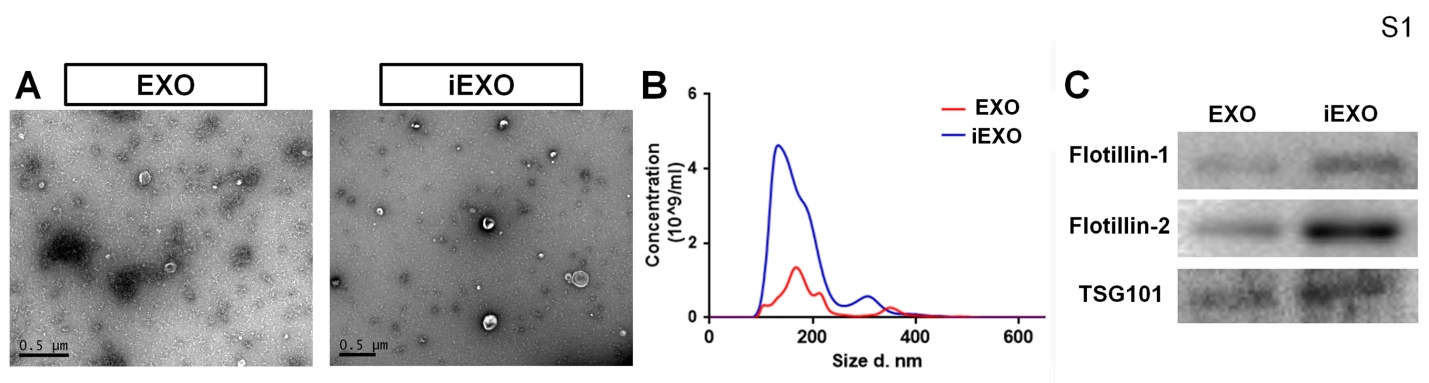 S1
A
EXO
iEXO
0.5 µm
0.5 µm
B
Concentration
(10^9/ml)
6
4
2
0
0
200
400
600
Size d. nm
EXO
iEXO
C
EXO
iEXO
Flotillin-1
Flotillin-2
TSG101